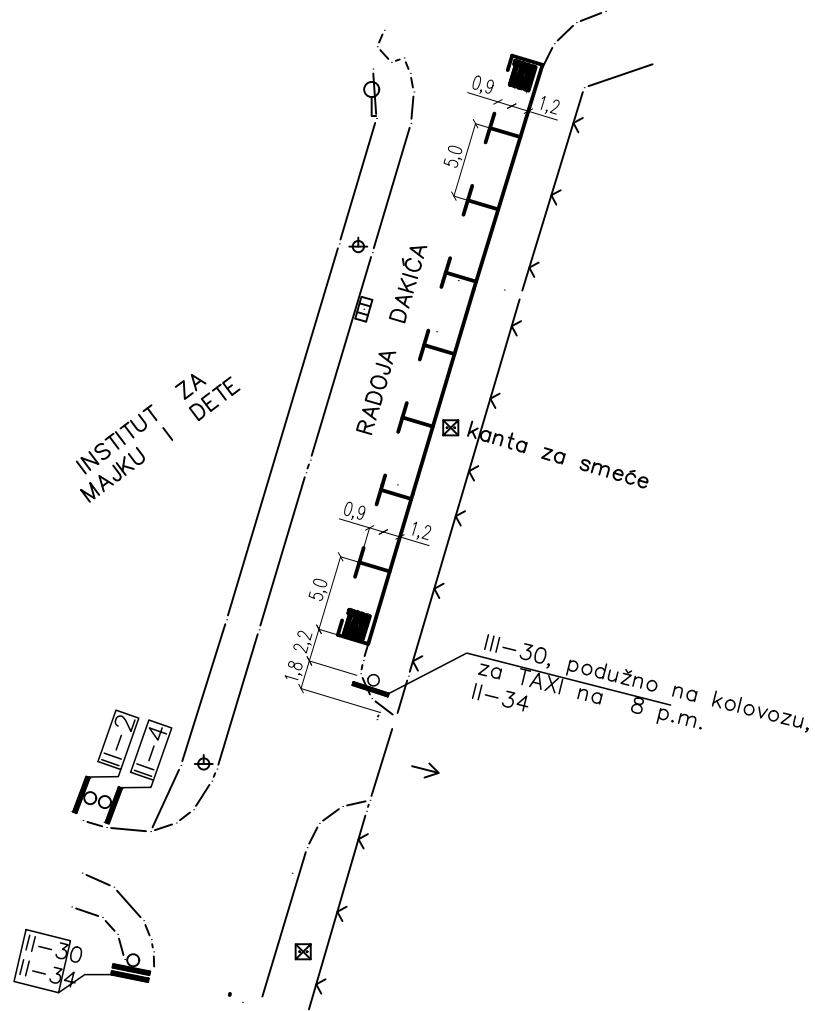 0,9
1,2
5,0
RADOJA DAKIĆA
INSTITUT ZA
MAJKU I DETE
kanta za smeće
0,9
1,2
5,0
2,2
1,8
III-30, podužno na kolovozu,
za TAXI na 8 p.m.
II-34
II-2
II-4
II-30
II-34